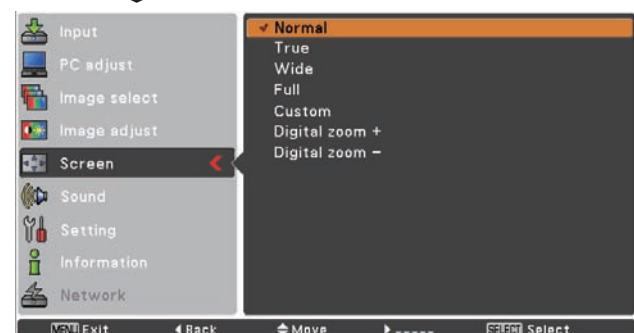 Input
PC adjust
Image select
Image adjust
Screen
Sound
Setting
Information
Network
Normal
True
Wide
Full
Custom
Digital zoom +
Digital zoom –
MENU Exit
Back
Move
-----
SELECT Select